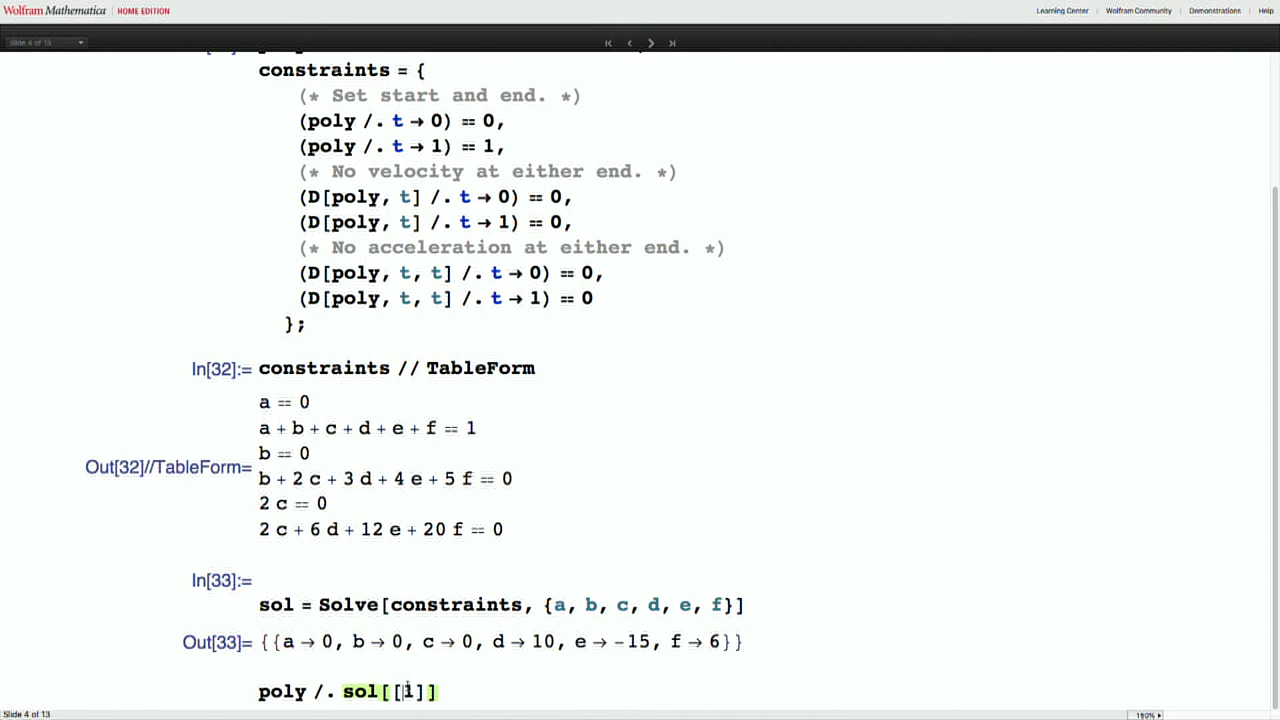 Wolfram Mathematica | HOME EDITION
Learning Center | Wolfram Community | Demonstrations | Help
Slide 4 of 13
constraints = {
(* Set start and end. *)
(poly /. t → 0) == 0,
(poly /. t → 1) == 1,
(* No velocity at either end. *)
(D[poly, t] /. t → 0) == 0,
(D[poly, t] /. t → 1) == 0,
(* No acceleration at either end. *)
(D[poly, t, t] /. t → 0) == 0,
(D[poly, t, t] /. t → 1) == 0
};
In[32]:= constraints // TableForm
a == 0
a + b + c + d + e + f == 1
b == 0
Out[32]//TableForm=
b + 2 c + 3 d + 4 e + 5 f == 0
2 c == 0
2 c + 6 d + 12 e + 20 f == 0
In[33]:=
sol = Solve[constraints, {a, b, c, d, e, f}]
Out[33]= {{a → 0, b → 0, c → 0, d → 10, e → -15, f → 6}}
poly /. sol[[1]]
Slide 4 of 13